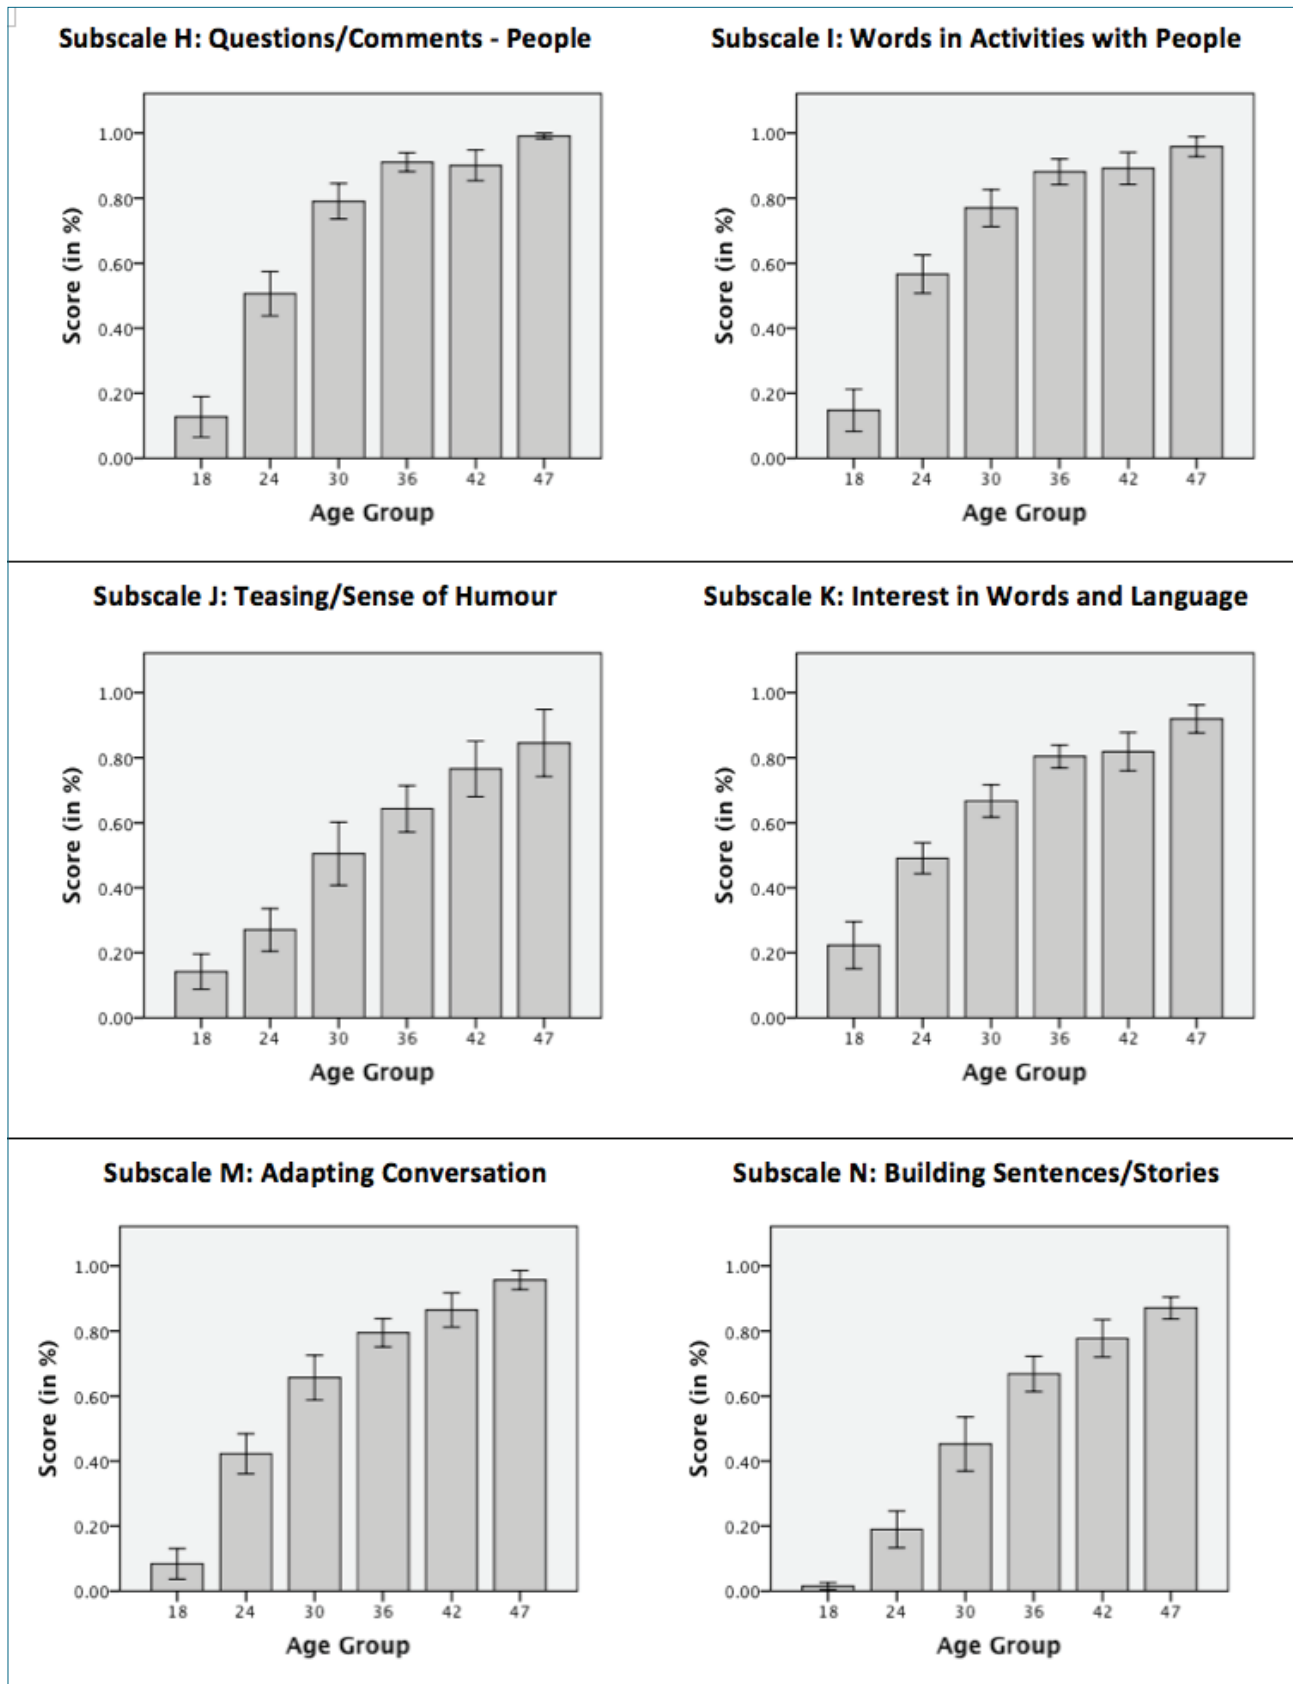 Subscale H: Questions/Comments - People
1.00
0.80
0.60
0.40
0.20
0.00
Score (in %)
18 24 30 36 42 47
Age Group
Subscale I: Words in Activities with People
1.00
0.80
0.60
0.40
0.20
0.00
Score (in %)
18 24 30 36 42 47
Age Group
Subscale J: Teasing/Sense of Humour
1.00
0.80
0.60
0.40
0.20
0.00
Score (in %)
18 24 30 36 42 47
Age Group
Subscale K: Interest in Words and Language
1.00
0.80
0.60
0.40
0.20
0.00
Score (in %)
18 24 30 36 42 47
Age Group
Subscale M: Adapting Conversation
1.00
0.80
0.60
0.40
0.20
0.00
Score (in %)
18 24 30 36 42 47
Age Group
Subscale N: Building Sentences/Stories
1.00
0.80
0.60
0.40
0.20
0.00
Score (in %)
18 24 30 36 42 47
Age Group